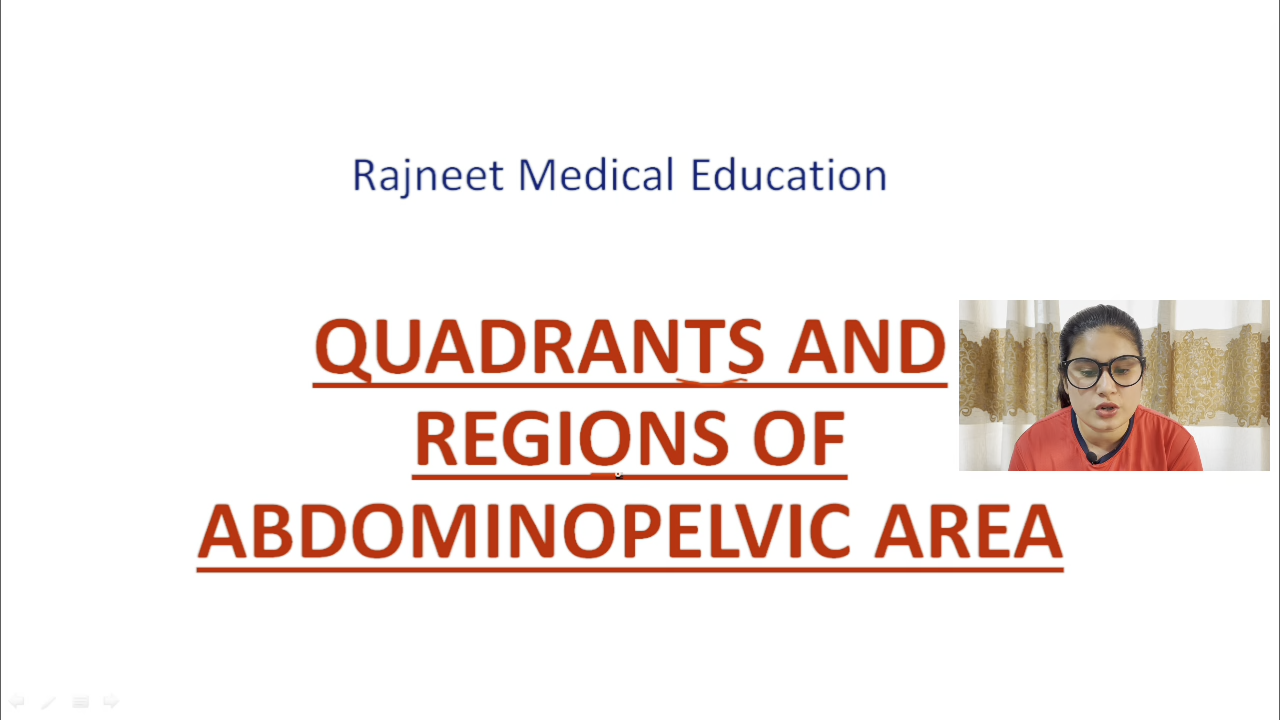 Rajneet Medical Education
QUADRANTS AND
REGIONS OF
ABDOMINOPELVIC AREA